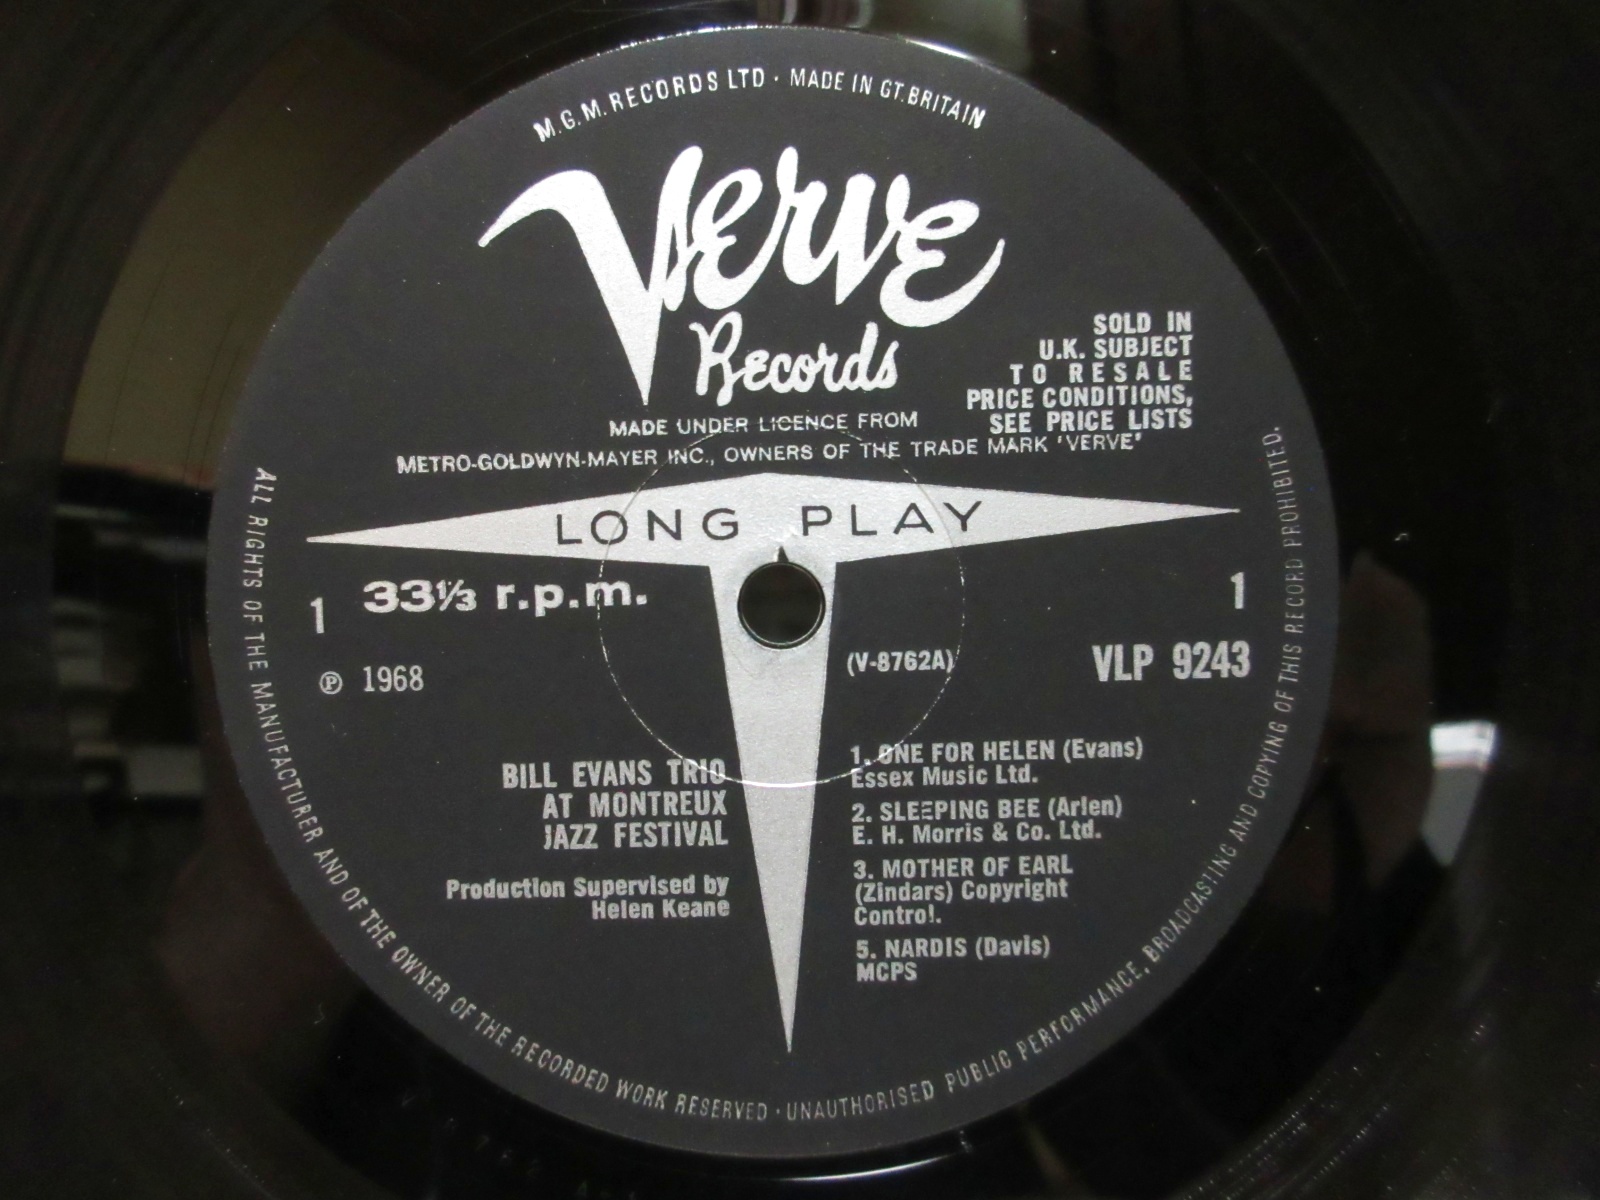 M.G.M. RECORDS LTD · MADE IN GT. BRITAIN
Verve
Records
SOLD IN
U.K. SUBJECT
TO RESALE
PRICE CONDITIONS,
SEE PRICE LISTS
MADE UNDER LICENCE FROM
METRO-GOLDWYN-MAYER INC., OWNERS OF THE TRADE MARK 'VERVE'
LONG PLAY
1 33⅓ r.p.m.
1
℗ 1968
(V-8762A)
VLP 9243
BILL EVANS TRIO
AT MONTREUX
JAZZ FESTIVAL
Production Supervised by
Helen Keane
1. ONE FOR HELEN (Evans)
Essex Music Ltd.
2. SLEEPING BEE (Arlen)
E. H. Morris & Co. Ltd.
3. MOTHER OF EARL
(Zindars) Copyright
Control.
5. NARDIS (Davis)
MCPS
ALL RIGHTS OF THE MANUFACTURER AND OF THE OWNER OF THE RECORDED WORK RESERVED · UNAUTHORISED PUBLIC PERFORMANCE, BROADCASTING AND COPYING OF THIS RECORD PROHIBITED.